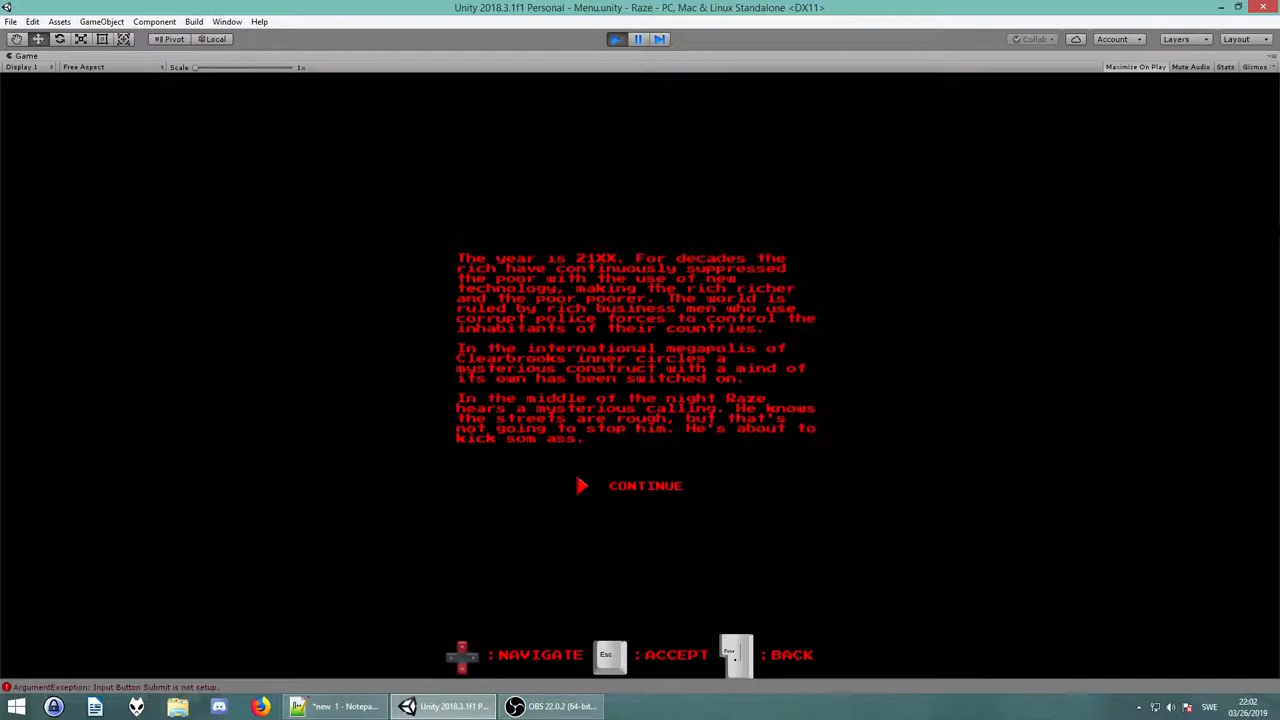 Unity 2018.3.1f1 Personal - Menu.unity - Raze - PC, Mac & Linux Standalone <DX11>
File Edit Assets GameObject Component Build Window Help
Pivot Local Collab Account Layers Layout
Game
Display 1 Free Aspect Scale 1x Maximize On Play Mute Audio Stats Gizmos
The year is 21XX. For decades the
rich have continuously suppressed
the poor with the use of new
technology, making the rich richer
and the poor poorer. The world is
ruled by rich business men who use
corrupt police forces to control the
inhabitants of their countries.
In the international megapolis of
Clearbrooks inner circles a
mysterious construct with a mind of
its own has been switched on.
In the middle of the night Raze
hears a mysterious calling. He knows
the streets are rough, but that's
not going to stop him. He's about to
kick som ass.
CONTINUE
:NAVIGATE Esc :ACCEPT Enter :BACK
ArgumentException: Input Button Submit is not setup.
*new 1 - Notepa... Unity 2018.3.1f1 P... OBS 22.0.2 (64-bit... SWE 22:02
03/26/2019